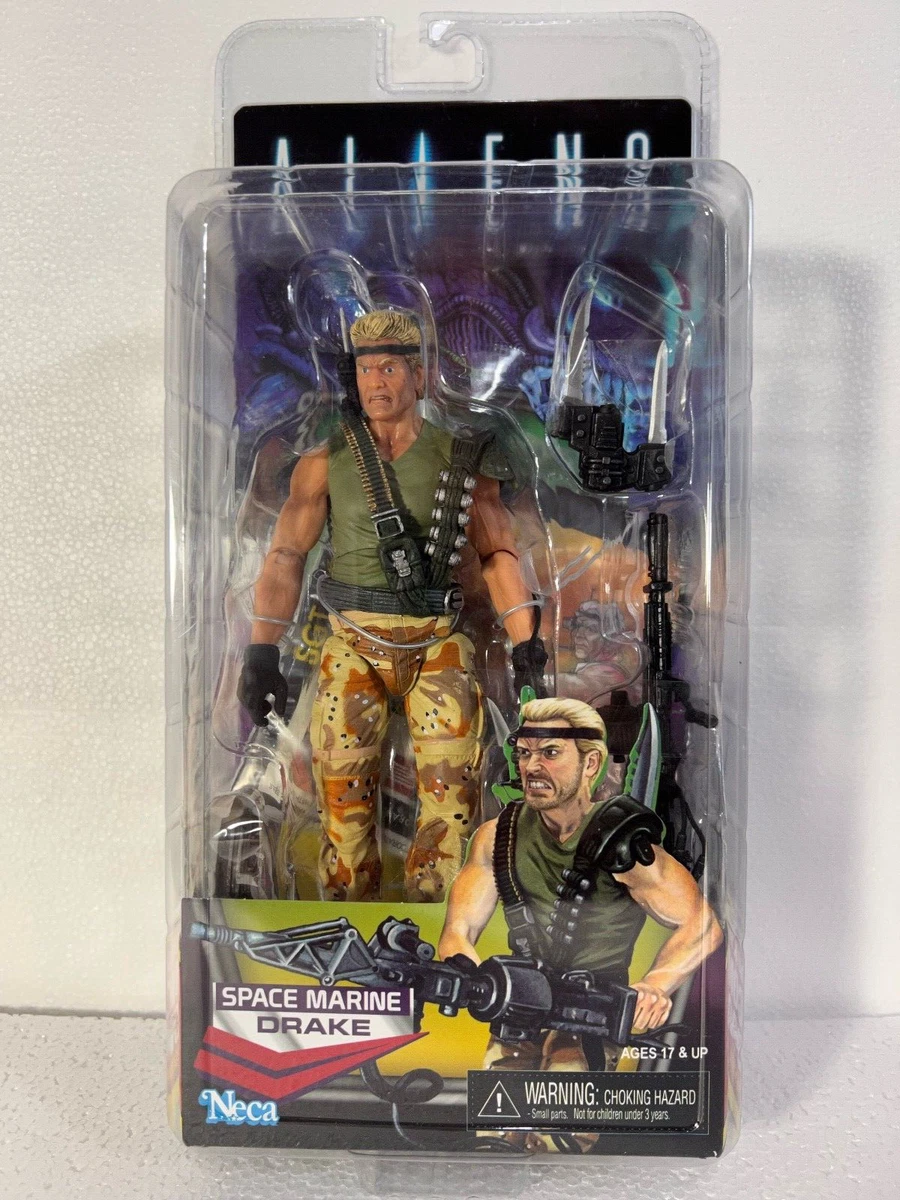 ALIENS
SGT
SPACE MARINE
DRAKE
AGES 17 & UP
WARNING: CHOKING HAZARD
- Small parts. Not for children under 3 years.
Neca